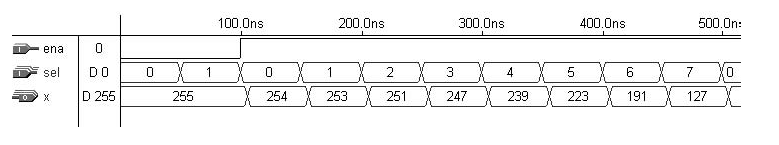 100.0ns 200.0ns 300.0ns 400.0ns 500.0ns
ena 0
sel D 0 0 1 0 1 2 3 4 5 6 7 0
x D 255 255 254 253 251 247 239 223 191 127